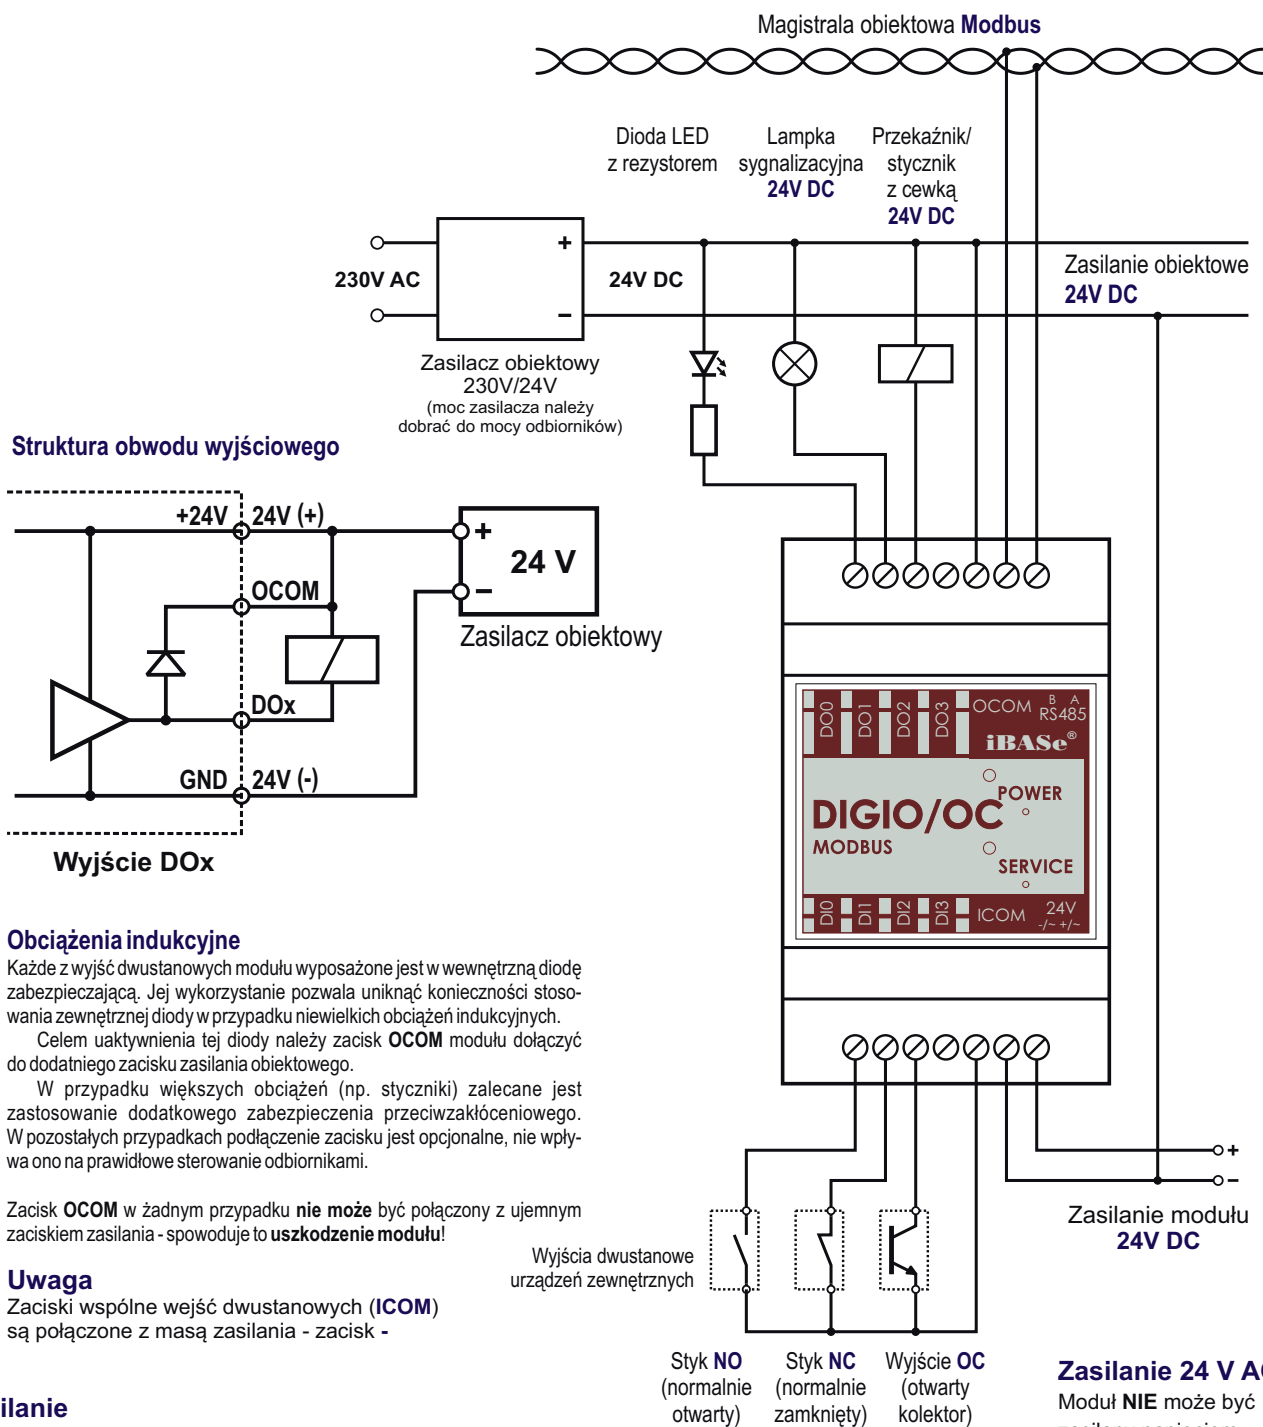 Magistrala obiektowa Modbus
Dioda LED
z rezystorem
Lampka
sygnalizacyjna
24V DC
Przekaźnik/
stycznik
z cewką
24V DC
230V AC
+
−
24V DC
Zasilanie obiektowe
24V DC
Zasilacz obiektowy
230V/24V
(moc zasilacza należy
dobrać do mocy odbiorników)
Struktura obwodu wyjściowego
+24V 24V (+)
OCOM
DOx
GND 24V (-)
+
24 V
−
Zasilacz obiektowy
Wyjście DOx
DO0 DO1 DO2 DO3 OCOM B A
RS485
iBASe®
POWER
DIGIO/OC
MODBUS
SERVICE
DI0 DI1 DI2 DI3 ICOM 24V
-/~ +/~
Obciążenia indukcyjne
Każde z wyjść dwustanowych modułu wyposażone jest w wewnętrzną diodę
zabezpieczającą. Jej wykorzystanie pozwala uniknąć konieczności stoso-
wania zewnętrznej diody w przypadku niewielkich obciążeń indukcyjnych.
Celem uaktywnienia tej diody należy zacisk OCOM modułu dołączyć
do dodatniego zacisku zasilania obiektowego.
W przypadku większych obciążeń (np. styczniki) zalecane jest
zastosowanie dodatkowego zabezpieczenia przeciwzakłóceniowego.
W pozostałych przypadkach podłączenie zacisku jest opcjonalne, nie wpły-
wa ono na prawidłowe sterowanie odbiornikami.
Zacisk OCOM w żadnym przypadku nie może być połączony z ujemnym
zaciskiem zasilania - spowoduje to uszkodzenie modułu!
Uwaga
Zaciski wspólne wejść dwustanowych (ICOM)
są połączone z masą zasilania - zacisk -
+
−
Zasilanie modułu
24V DC
Wyjścia dwustanowe
urządzeń zewnętrznych
Styk NO
(normalnie
otwarty)
Styk NC
(normalnie
zamknięty)
Wyjście OC
(otwarty
kolektor)
Zasilanie 24 V A
Moduł NIE może być
ilanie